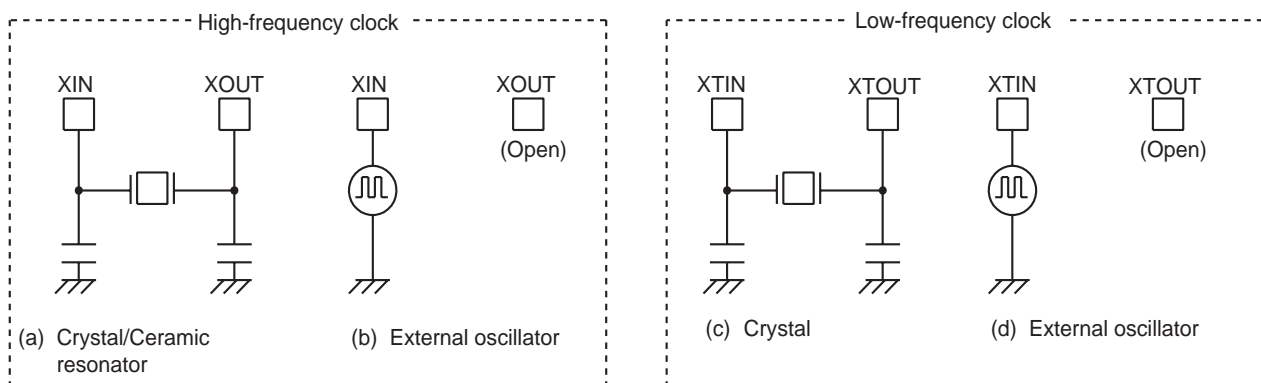 High-frequency clock
Low-frequency clock
XIN XOUT XIN XOUT
XTIN XTOUT XTIN XTOUT
(Open)
(Open)
(a) Crystal/Ceramic
resonator
(b) External oscillator
(c) Crystal
(d) External oscillator